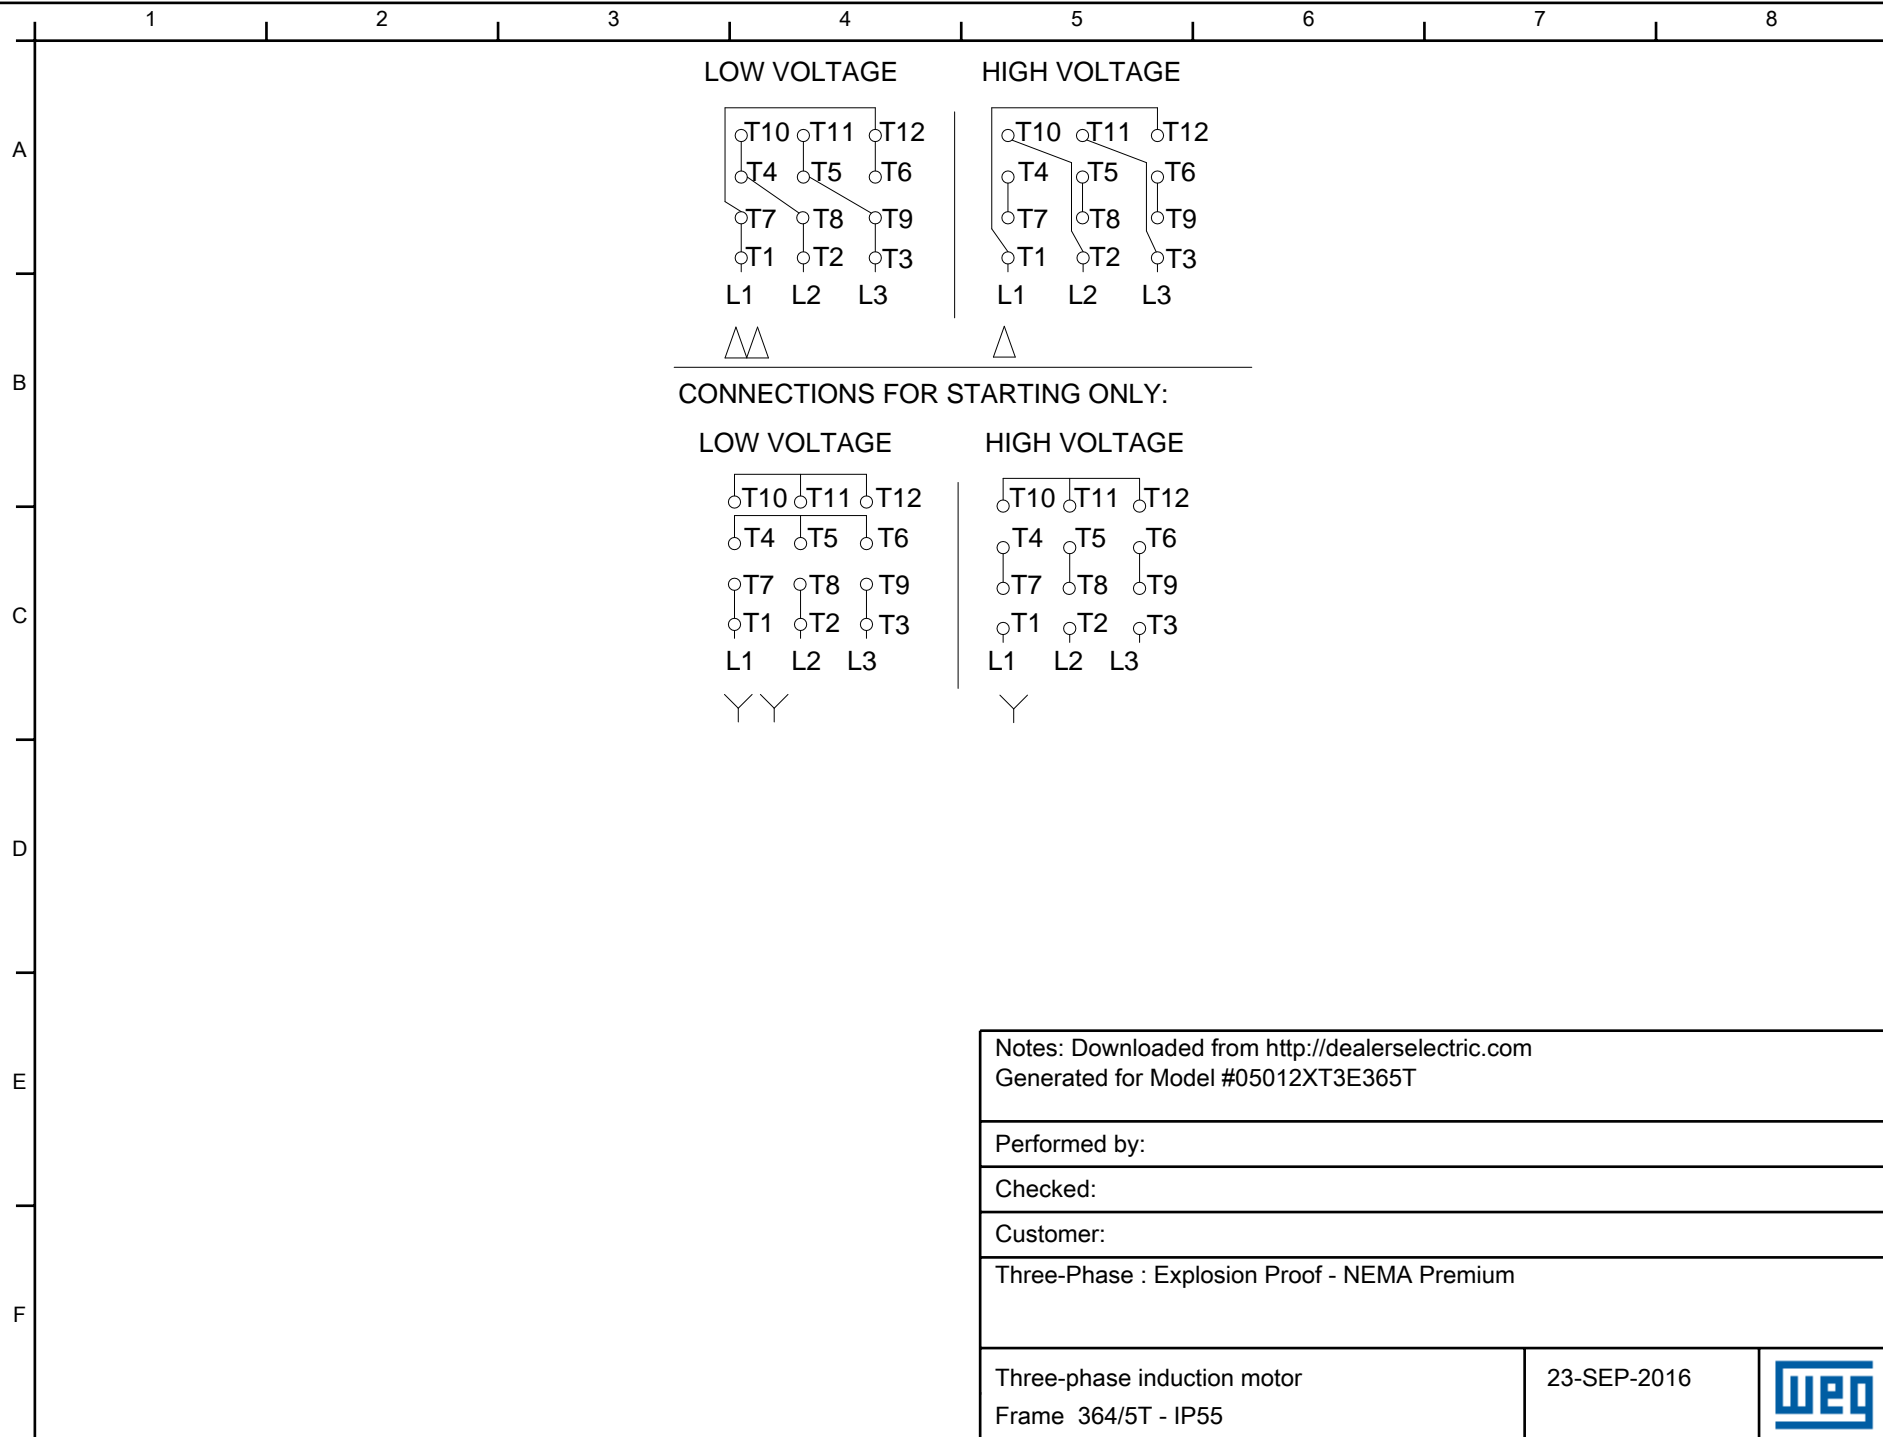 1 2 3 4 5 6 7 8
LOW VOLTAGE HIGH VOLTAGE
A
T10 T11 T12 T10 T11 T12
T4 T5 T6 T4 T5 T6
T7 T8 T9 T7 T8 T9
T1 T2 T3 T1 T2 T3
L1 L2 L3 L1 L2 L3
B
CONNECTIONS FOR STARTING ONLY:
LOW VOLTAGE HIGH VOLTAGE
T10 T11 T12 T10 T11 T12
T4 T5 T6 T4 T5 T6
T7 T8 T9 T7 T8 T9
C
T1 T2 T3 T1 T2 T3
L1 L2 L3 L1 L2 L3
D
E
Notes: Downloaded from http://dealerselectric.com
Generated for Model #05012XT3E365T
Performed by:
Checked:
Customer:
F
Three-Phase : Explosion Proof - NEMA Premium
Three-phase induction motor 23-SEP-2016
Frame 364/5T - IP55
weg